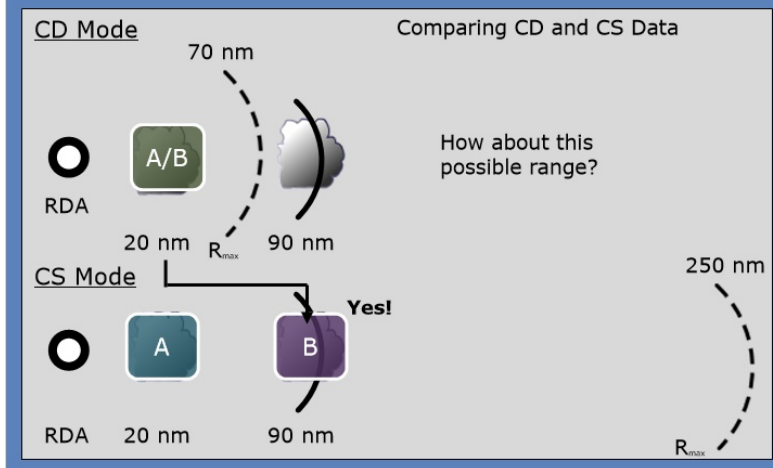 CD Mode
Comparing CD and CS Data
70 nm
A/B
How about this
possible range?
RDA
20 nm
Rmax
90 nm
CS Mode
250 nm
Yes!
A
B
RDA
20 nm
90 nm
Rmax